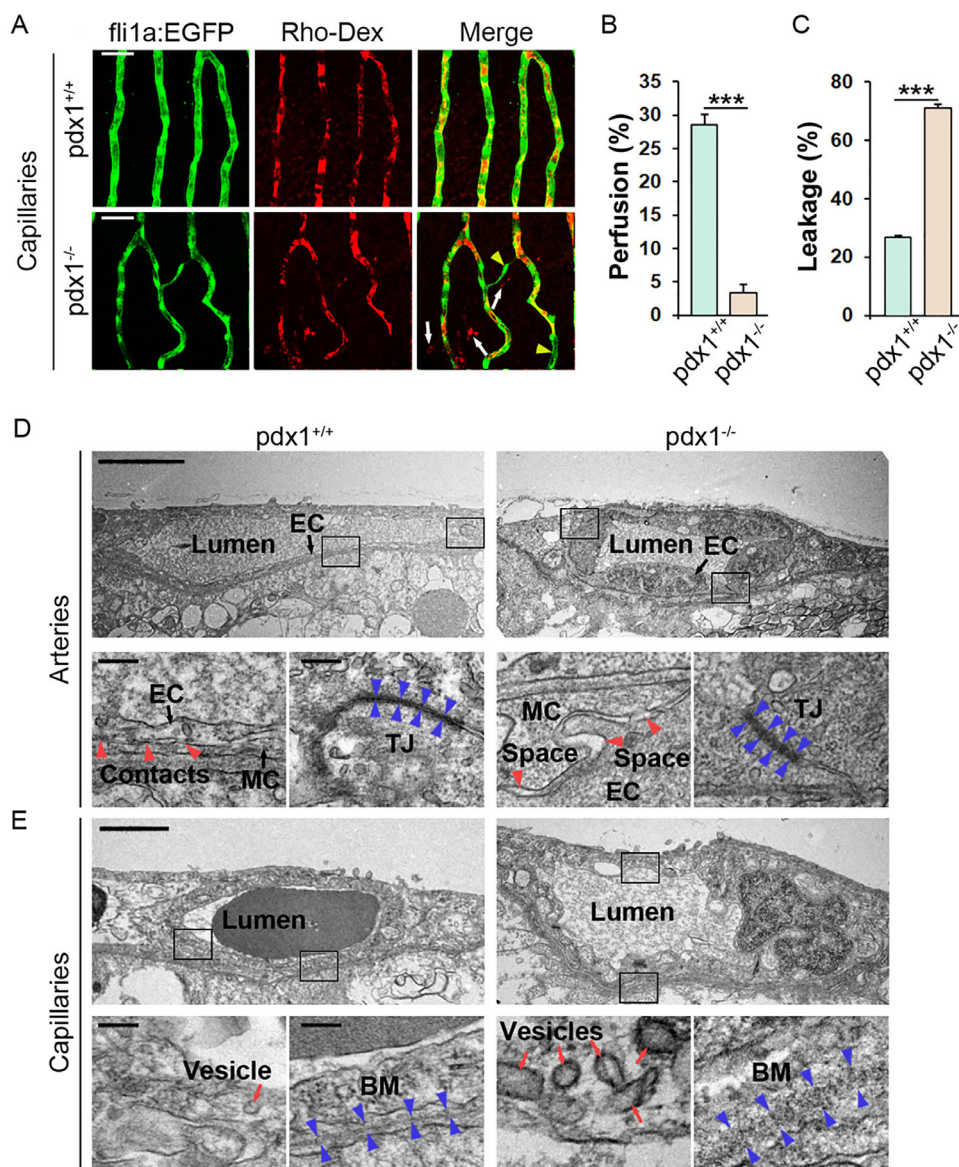 A
fli1a:EGFP
Rho-Dex
Merge
Capillaries
pdx1+/+
pdx1-/-
B
Perfusion (%)
35
30
25
20
15
10
5
0
***
pdx1+/+
pdx1-/-
C
Leakage (%)
80
60
40
20
0
***
pdx1+/+
pdx1-/-
D
pdx1+/+
pdx1-/-
Arteries
Lumen
EC
Lumen
EC
EC
Contacts
MC
TJ
MC
Space
Space
EC
TJ
E
Capillaries
Lumen
Lumen
Vesicle
BM
Vesicles
BM